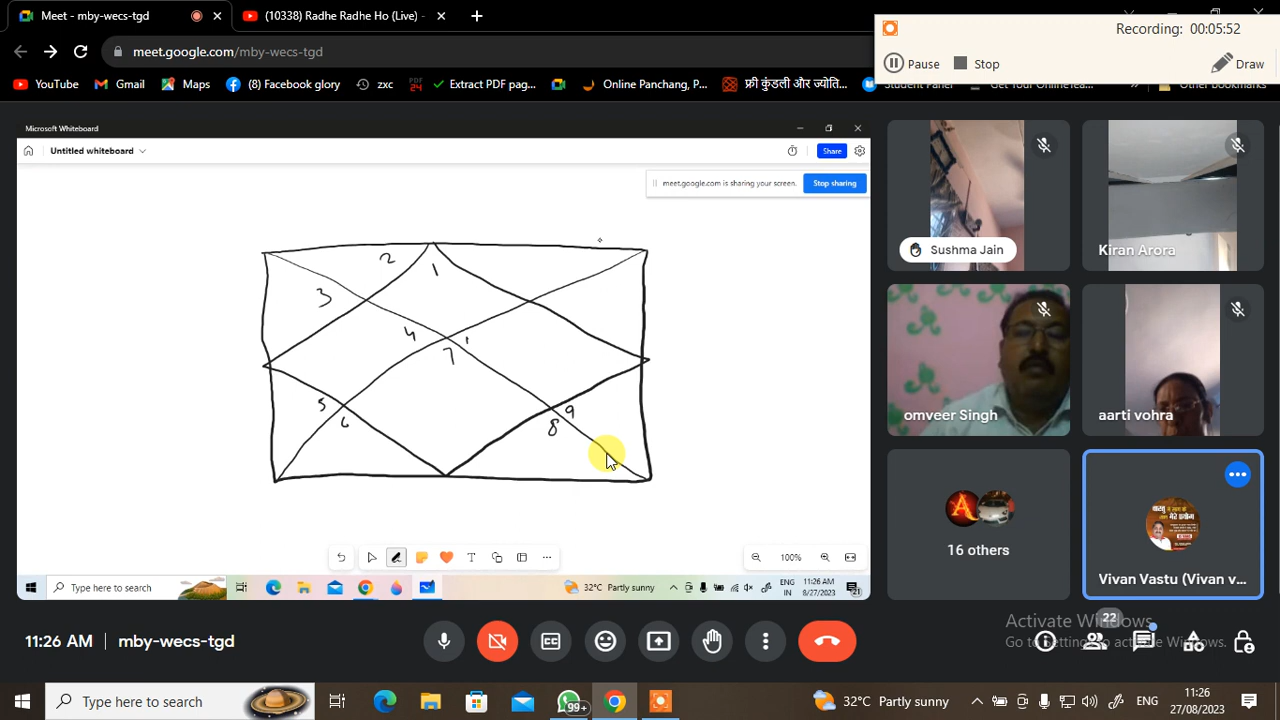 Meet - mby-wecs-tgd
(10338) Radhe Radhe Ho (Live) -
meet.google.com/mby-wecs-tgd
Recording: 00:05:52
Pause
Stop
Draw
YouTube
Gmail
Maps
(8) Facebook glory
zxc
Extract PDF pag...
Online Panchang, P...
फ्री कुंडली और ज्योति...
Student Panel
Get YourOnlineTea...
Other bookmarks
Microsoft Whiteboard
Untitled whiteboard
Share
meet.google.com is sharing your screen.
Stop sharing
2
1
3
4
7
5
6
9
8
100%
Type here to search
32°C Partly sunny
ENG
IN
11:26 AM
8/27/2023
21
Sushma Jain
Kiran Arora
omveer Singh
aarti vohra
A
16 others
Vivan Vastu (Vivan v...
11:26 AM
mby-wecs-tgd
22
Activate Windows
Go to Settings to activate Windows.
Type here to search
99+
32°C Partly sunny
ENG
11:26
27/08/2023